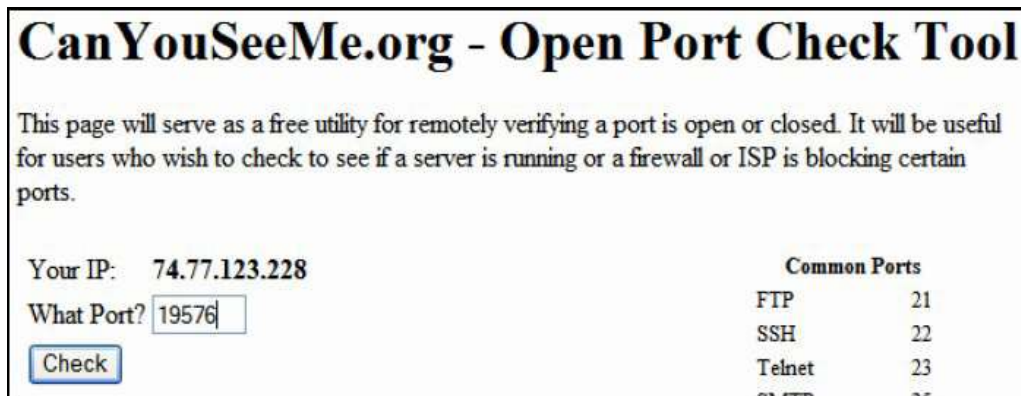 CanYouSeeMe.org - Open Port Check Tool
This page will serve as a free utility for remotely verifying a port is open or closed. It will be useful
for users who wish to check to see if a server is running or a firewall or ISP is blocking certain
ports.
Your IP: 74.77.123.228
What Port? 19576
Check
Common Ports
FTP 21
SSH 22
Telnet 23